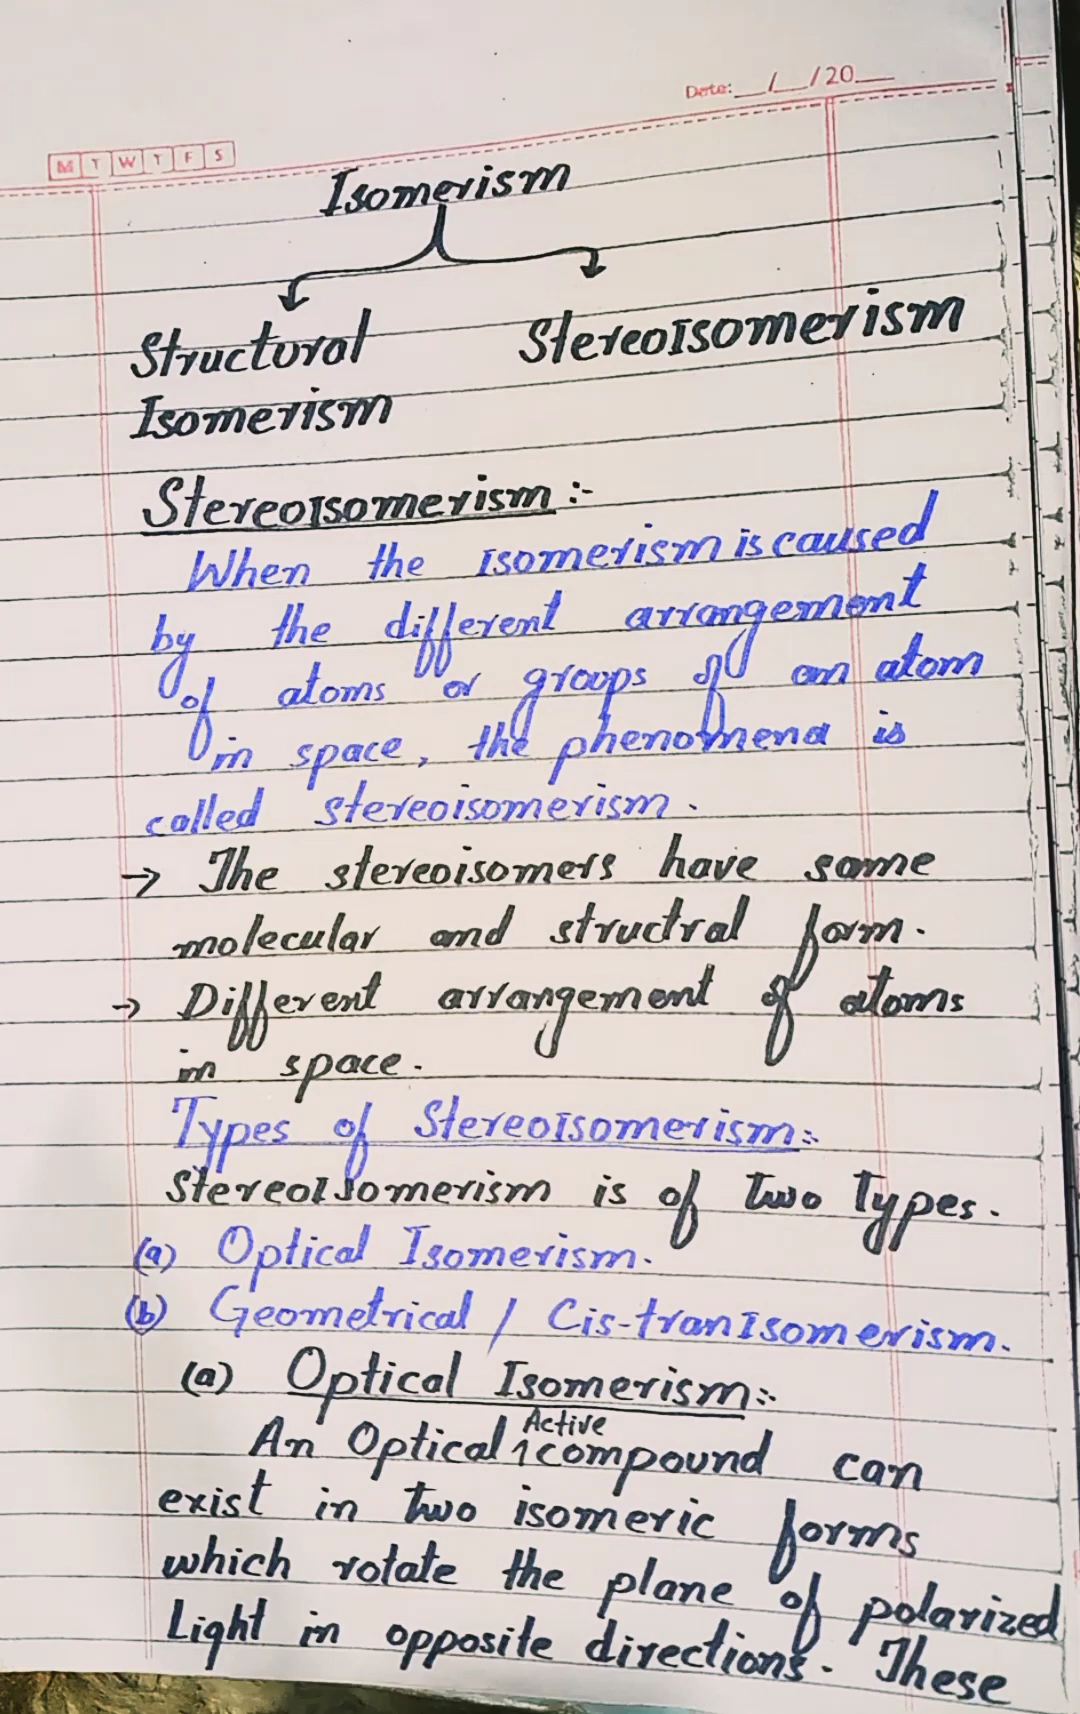 Date: __/__/20__
M T W T F S
Isomerism
Structural Stereoisomerism
Isomerism
Stereoisomerism :-
When the isomerism is caused
by the different arrangement
of atoms or groups of an atom
in space, the phenomena is
called stereoisomerism.
→ The stereoisomers have same
molecular and structral form.
→ Different arrangement of atoms
in space.
Types of Stereoisomerism:-
Stereoisomerism is of two Types.
(a) Optical Isomerism.
(b) Geometrical / Cis-tranIsomerism.
(a) Optical Isomerism:-
An Optical Active compound can
exist in two isomeric forms
which rotate the plane of polarized
Light in opposite directions. These